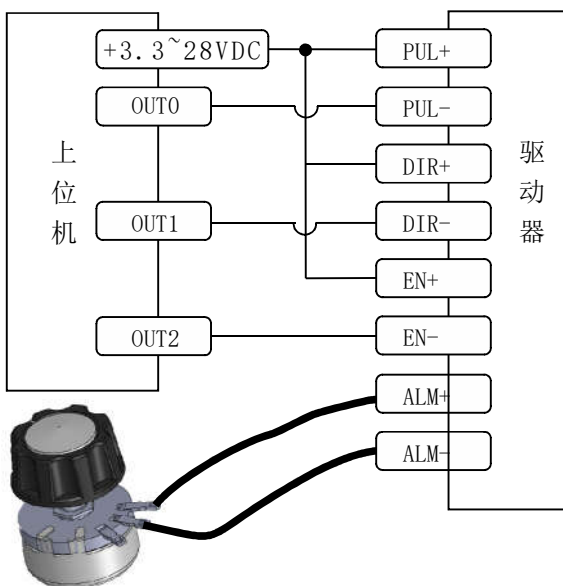 +3.3~28VDC
PUL+
OUT0
PUL-
上位机
DIR+
驱动器
OUT1
DIR-
EN+
OUT2
EN-
ALM+
ALM-